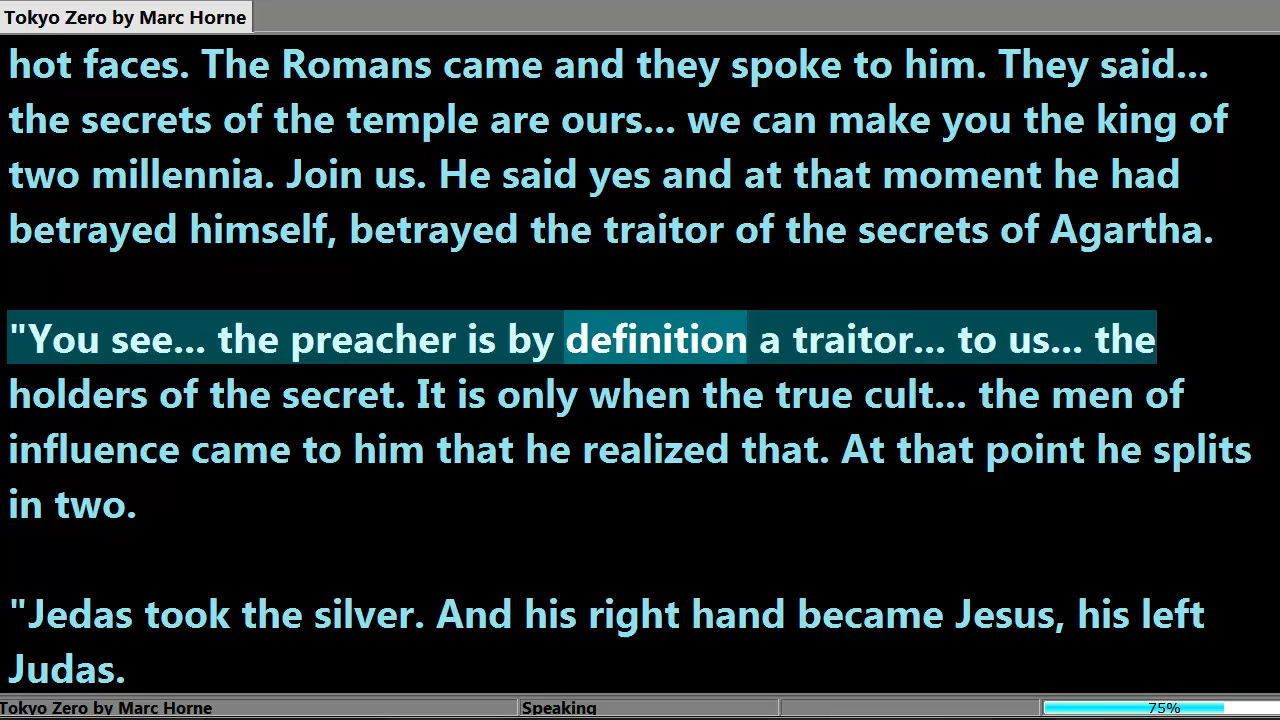 Tokyo Zero by Marc Horne
hot faces. The Romans came and they spoke to him. They said...
the secrets of the temple are ours... we can make you the king of
two millennia. Join us. He said yes and at that moment he had
betrayed himself, betrayed the traitor of the secrets of Agartha.
"You see... the preacher is by definition a traitor... to us... the
holders of the secret. It is only when the true cult... the men of
influence came to him that he realized that. At that point he splits
in two.
"Jedas took the silver. And his right hand became Jesus, his left
Judas.
Tokyo Zero by Marc Horne
Speaking
75%